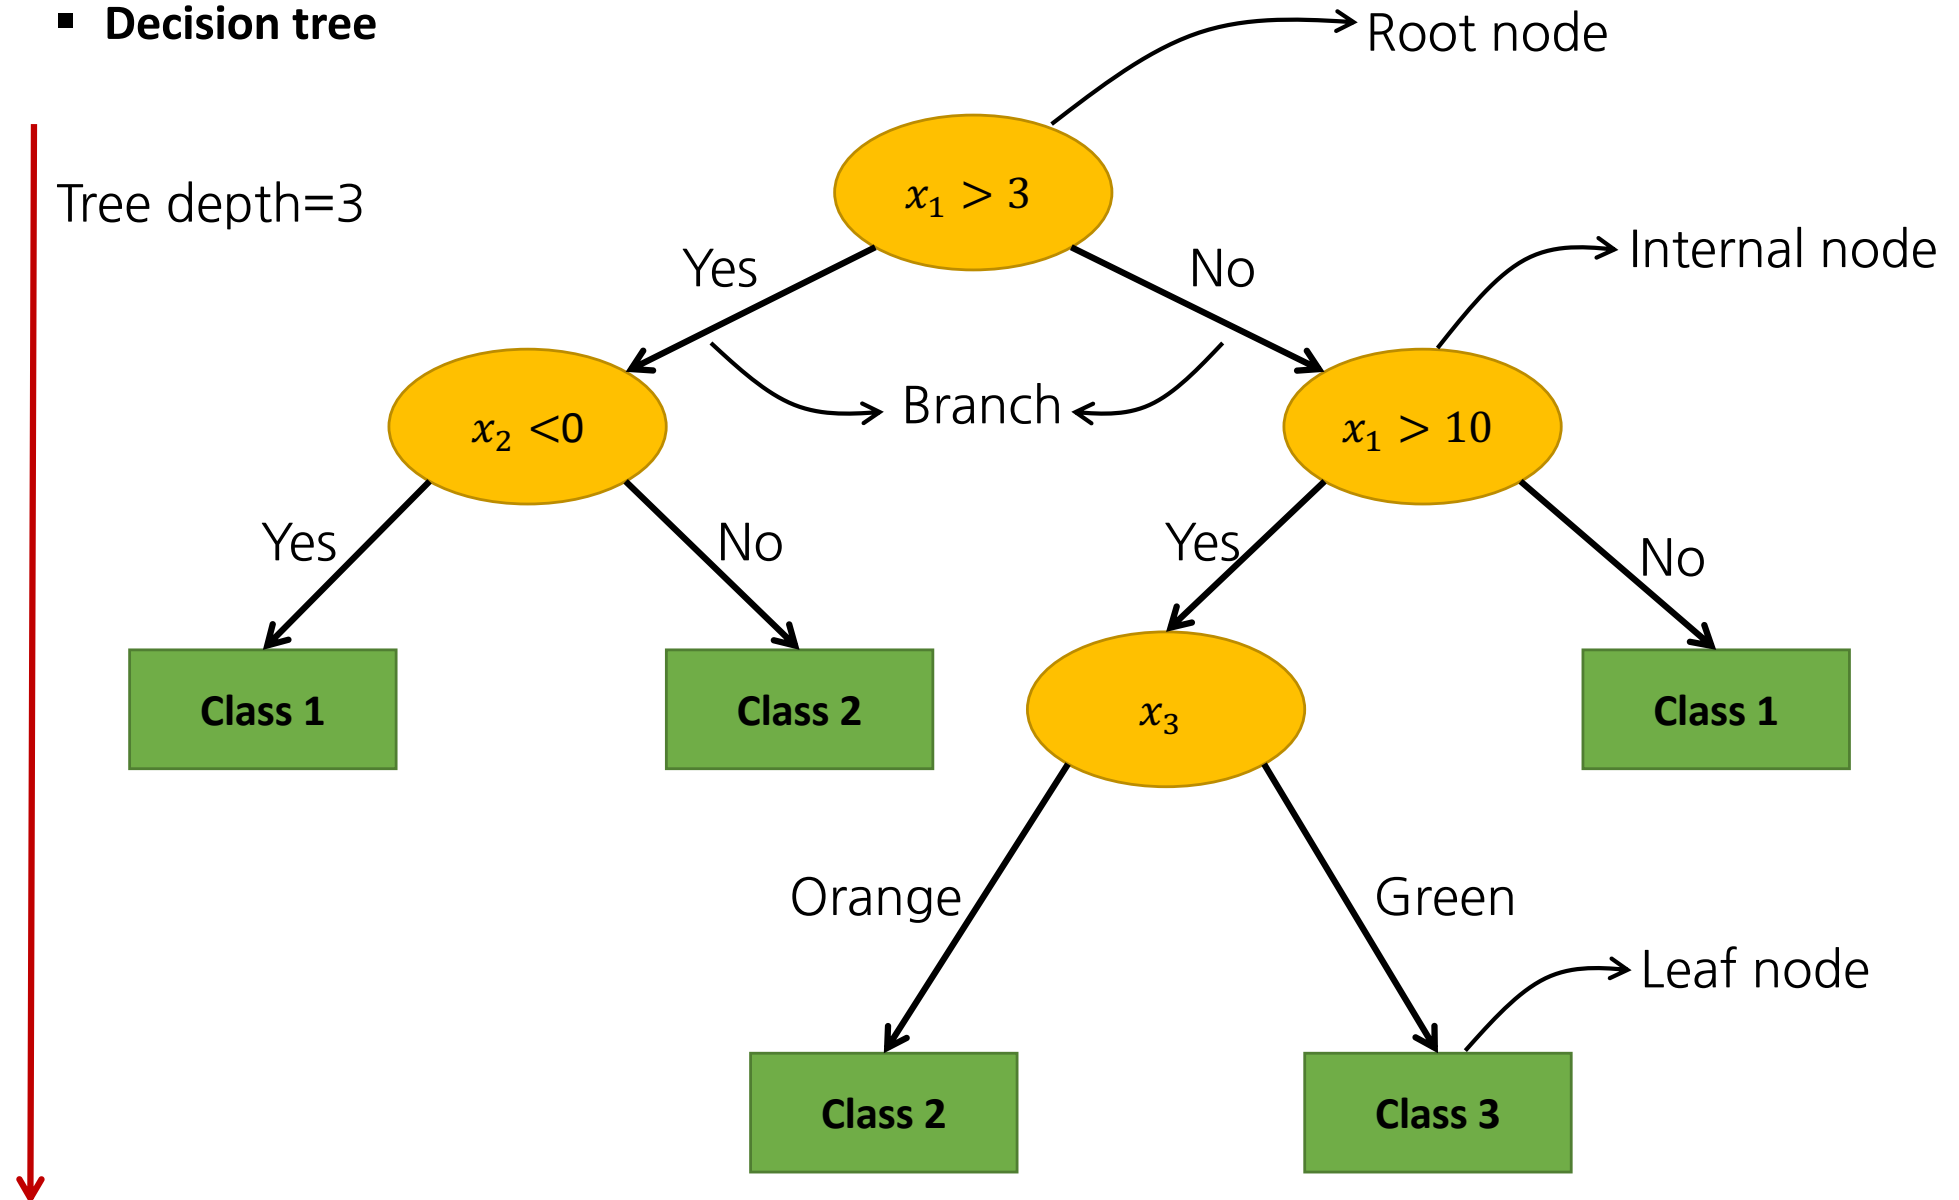 ▪ Decision tree
Root node
Tree depth=3
x₁ > 3
Yes
No
Internal node
Branch
x₂ <0
x₁ > 10
Yes
No
Yes
No
Class 1
Class 2
x₃
Class 1
Orange
Green
Leaf node
Class 2
Class 3